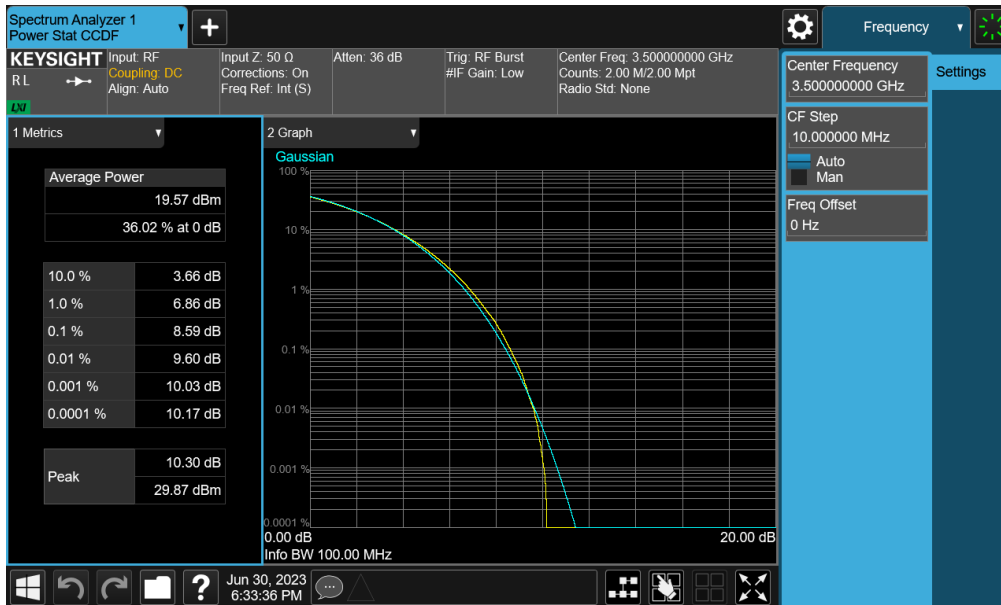 Spectrum Analyzer 1
Power Stat CCDF
+
Frequency
KEYSIGHT
R L
LXI
Input: RF
Coupling: DC
Align: Auto
Input Z: 50 Ω
Corrections: On
Freq Ref: Int (S)
Atten: 36 dB
Trig: RF Burst
#IF Gain: Low
Center Freq: 3.500000000 GHz
Counts: 2.00 M/2.00 Mpt
Radio Std: None
Center Frequency
3.500000000 GHz
Settings
CF Step
10.000000 MHz
Auto
Man
Freq Offset
0 Hz
1 Metrics
Average Power
19.57 dBm
36.02 % at 0 dB
10.0 % 3.66 dB
1.0 % 6.86 dB
0.1 % 8.59 dB
0.01 % 9.60 dB
0.001 % 10.03 dB
0.0001 % 10.17 dB
Peak
10.30 dB
29.87 dBm
2 Graph
Gaussian
100 %
10 %
1 %
0.1 %
0.01 %
0.001 %
0.0001 %
0.00 dB 20.00 dB
Info BW 100.00 MHz
?
Jun 30, 2023
6:33:36 PM